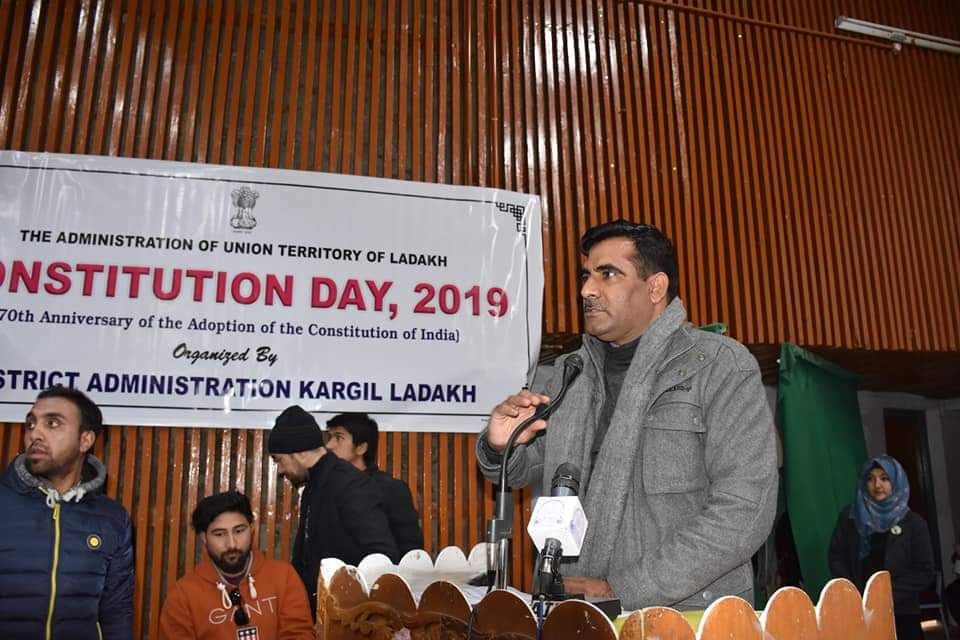 THE ADMINISTRATION OF UNION TERRITORY OF LADAKH
ONSTITUTION DAY, 2019
70th Anniversary of the Adoption of the Constitution of India)
Organized By
STRICT ADMINISTRATION KARGIL LADAKH
GANT